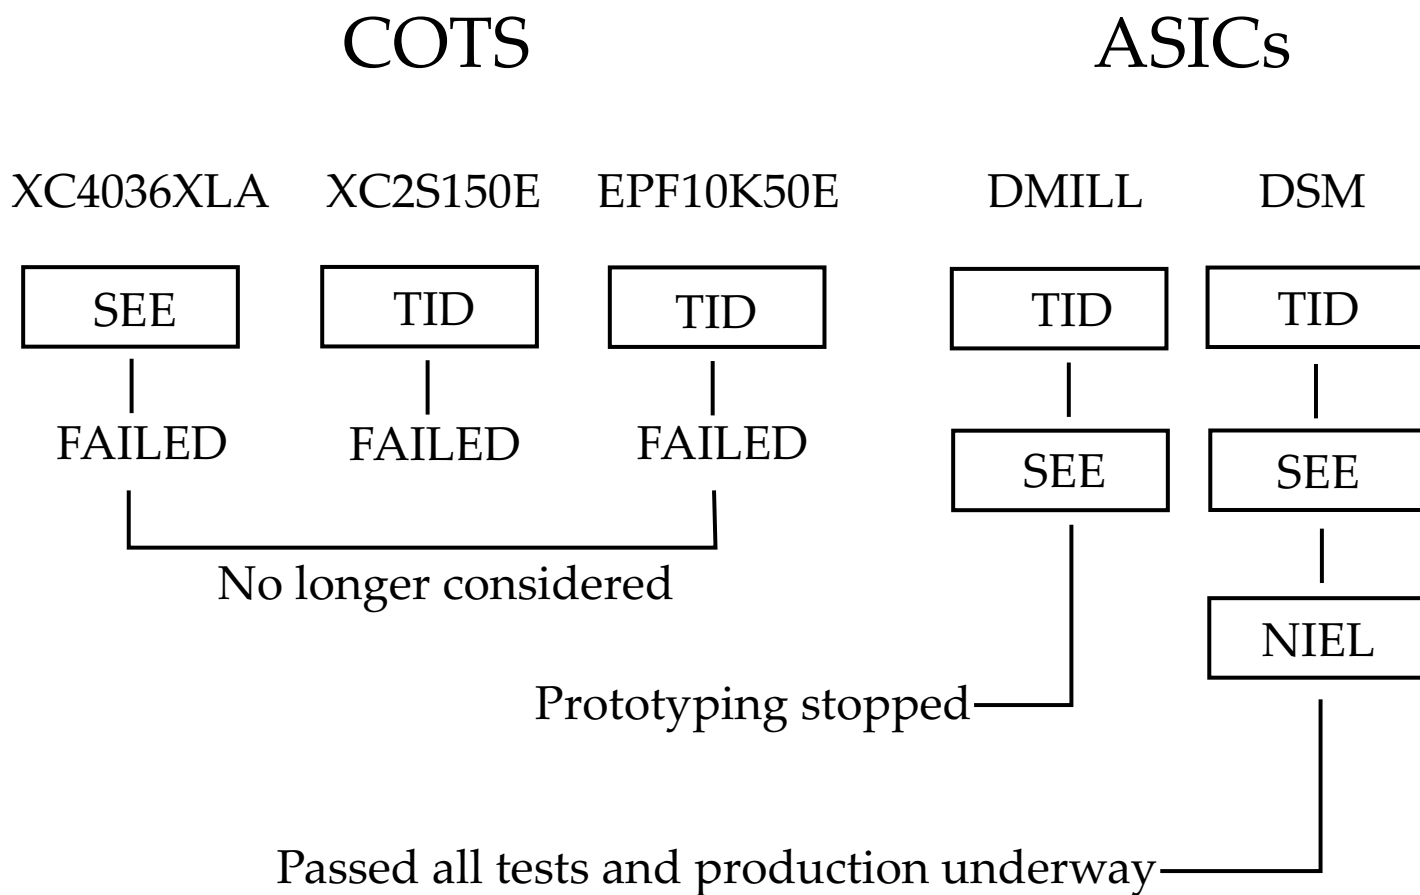 COTS ASICs
XC4036XLA XC2S150E EPF10K50E DMILL DSM
SEE TID TID TID TID
FAILED FAILED FAILED SEE SEE
No longer considered
NIEL
Prototyping stopped
Passed all tests and production underway